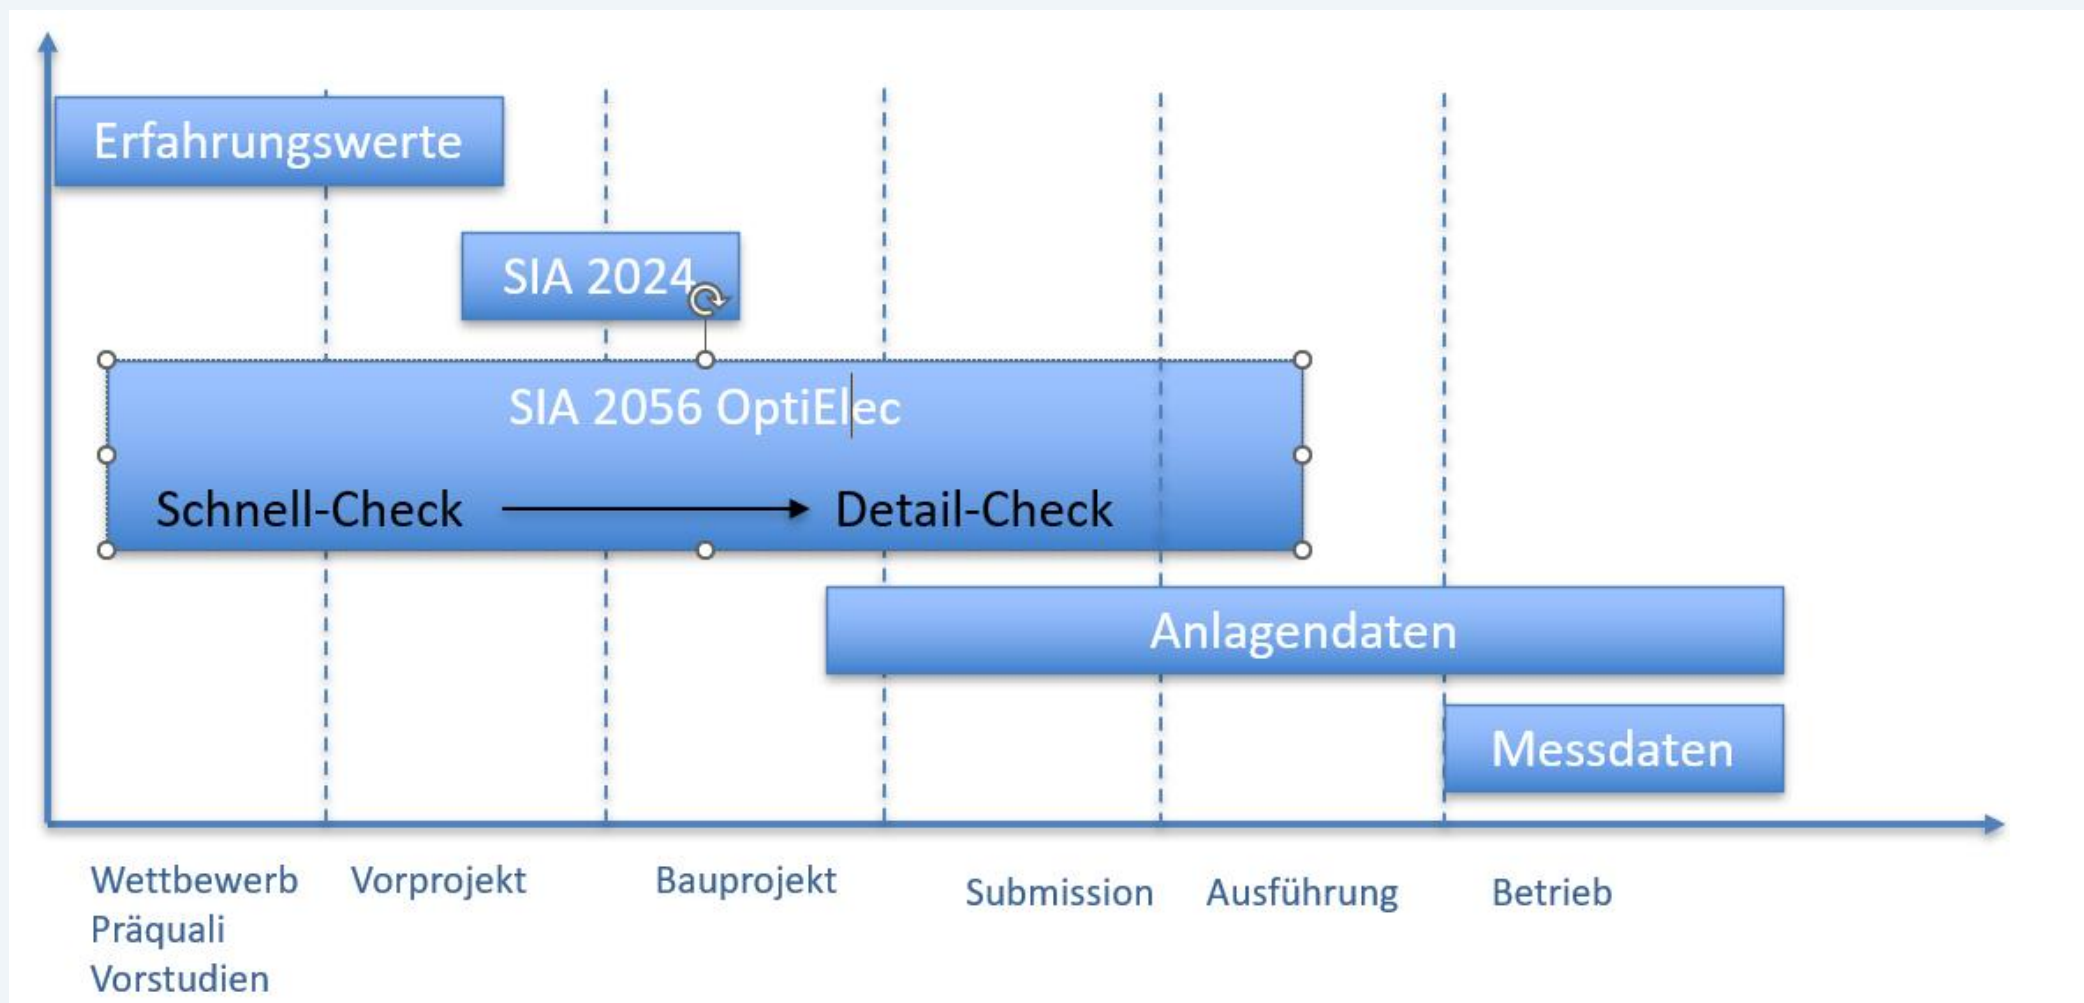 Erfahrungswerte
SIA 2024
SIA 2056 OptiElec
Schnell-Check
Detail-Check
Anlagendaten
Messdaten
Wettbewerb
Präquali
Vorstudien
Vorprojekt
Bauprojekt
Submission
Ausführung
Betrieb